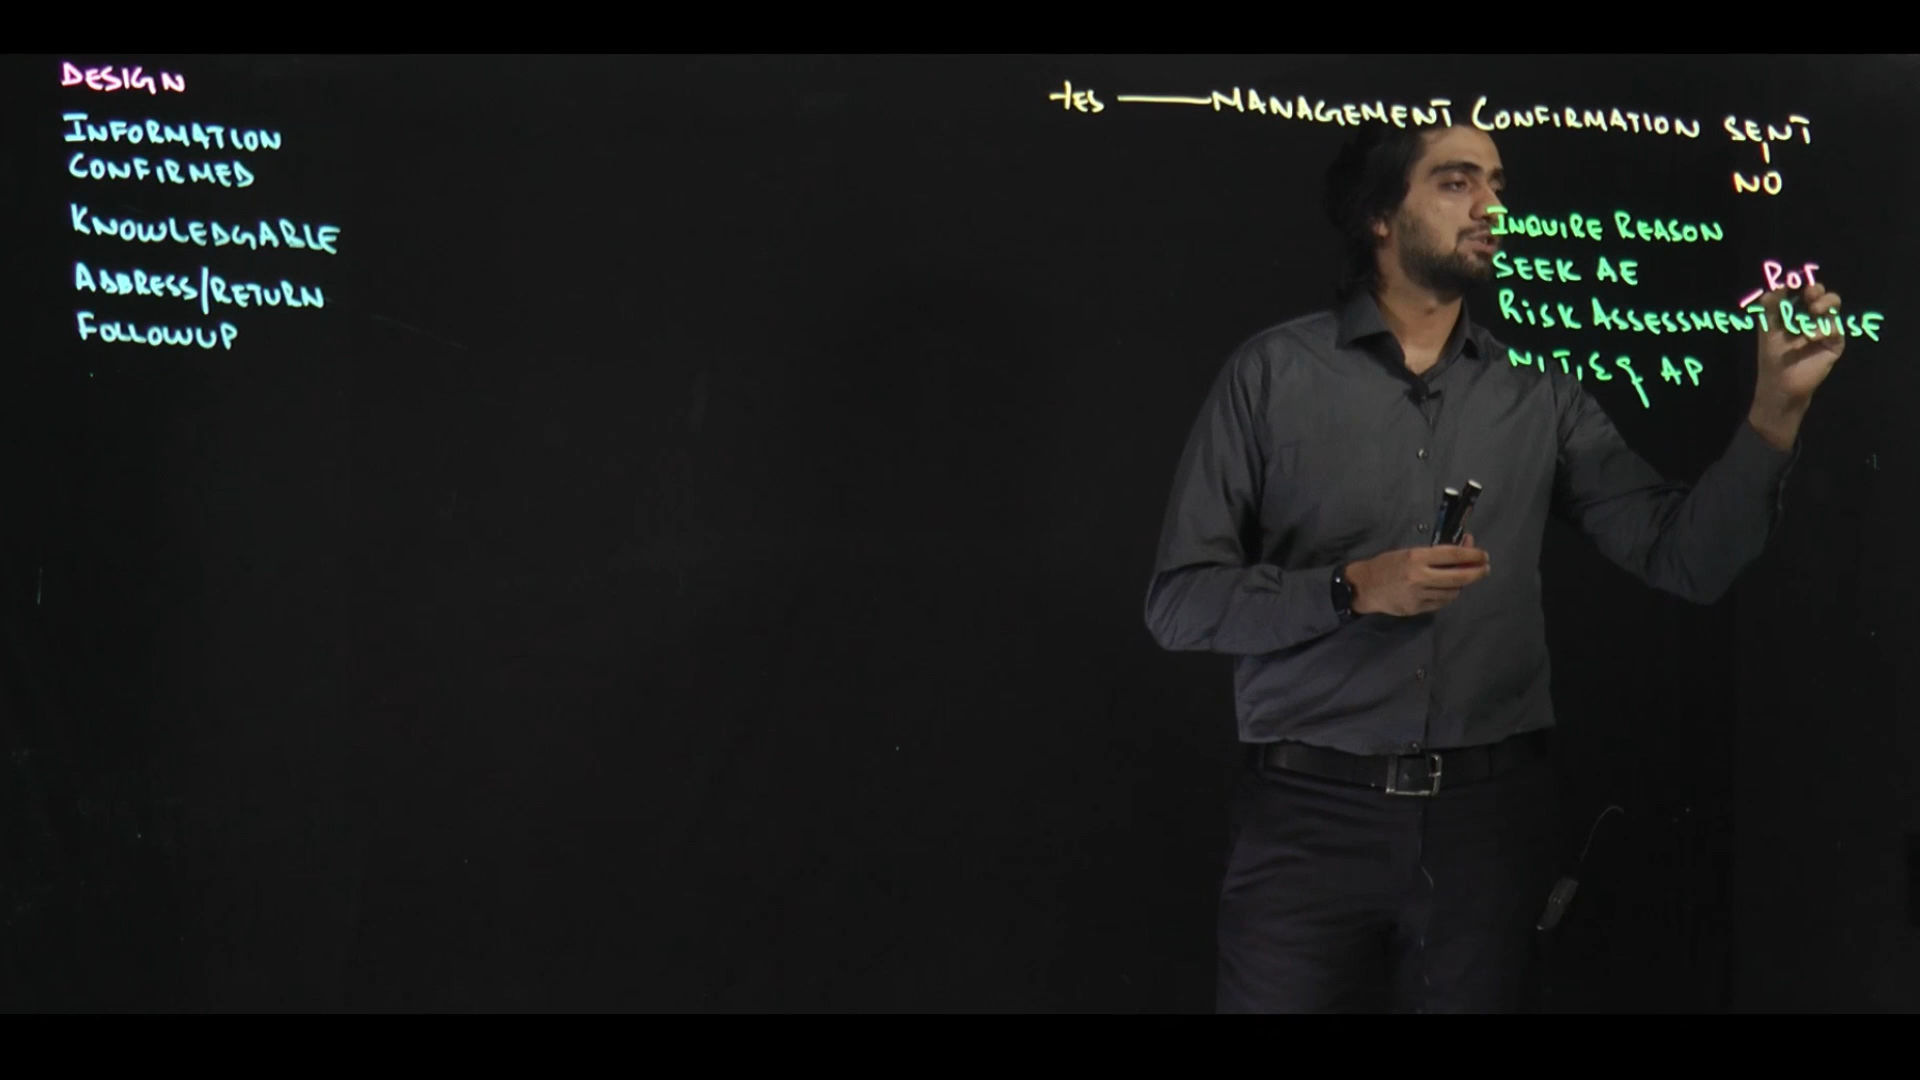 DESIGN
INFORMATION
CONFIRMED
KNOWLEDGABLE
ADDRESS/RETURN
FOLLOWUP
YES — MANAGEMENT CONFIRMATION SENT
NO
INQUIRE REASON
SEEK AE
ROT
RISK ASSESSMENT REVISE
N,T,E OF AP